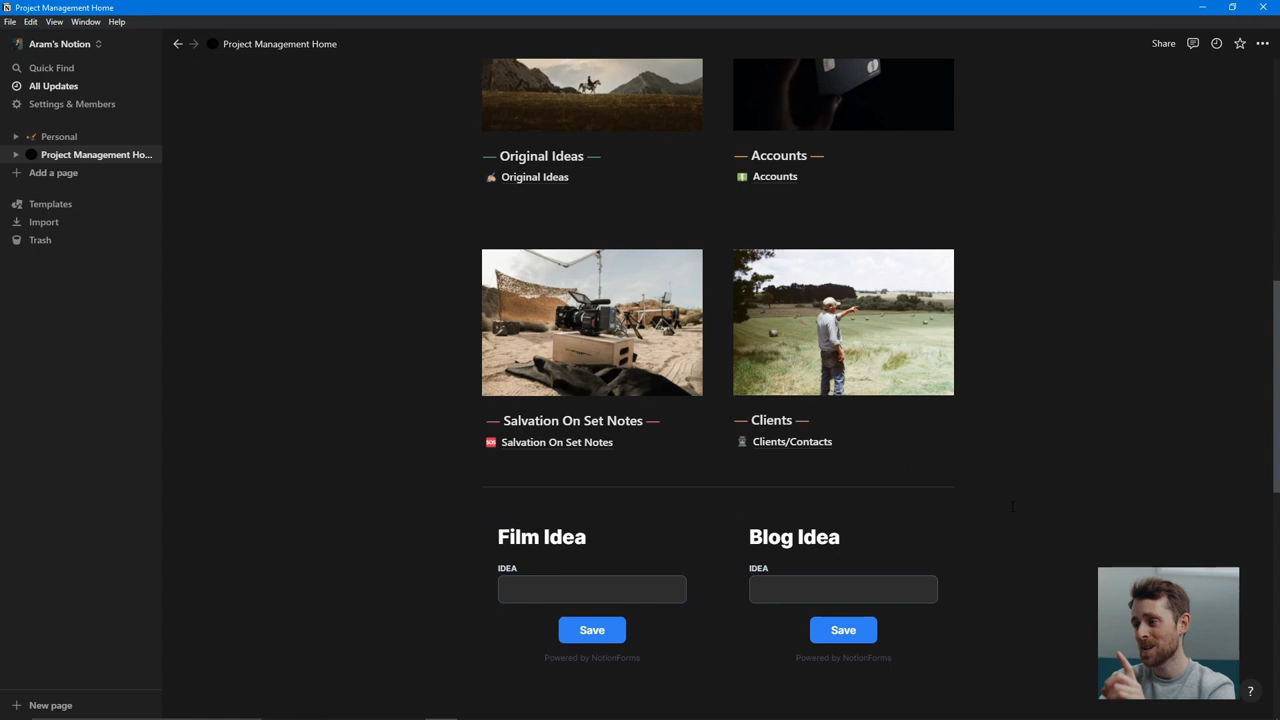 Project Management Home
File Edit View Window Help
Aram's Notion
Project Management Home
Share
Quick Find
All Updates
Settings & Members
Personal
Project Management Ho...
Add a page
Templates
Import
Trash
— Original Ideas —
Original Ideas
— Accounts —
Accounts
— Salvation On Set Notes —
SOS Salvation On Set Notes
— Clients —
Clients/Contacts
Film Idea
IDEA
Save
Powered by NotionForms
Blog Idea
IDEA
Save
Powered by NotionForms
New page
?